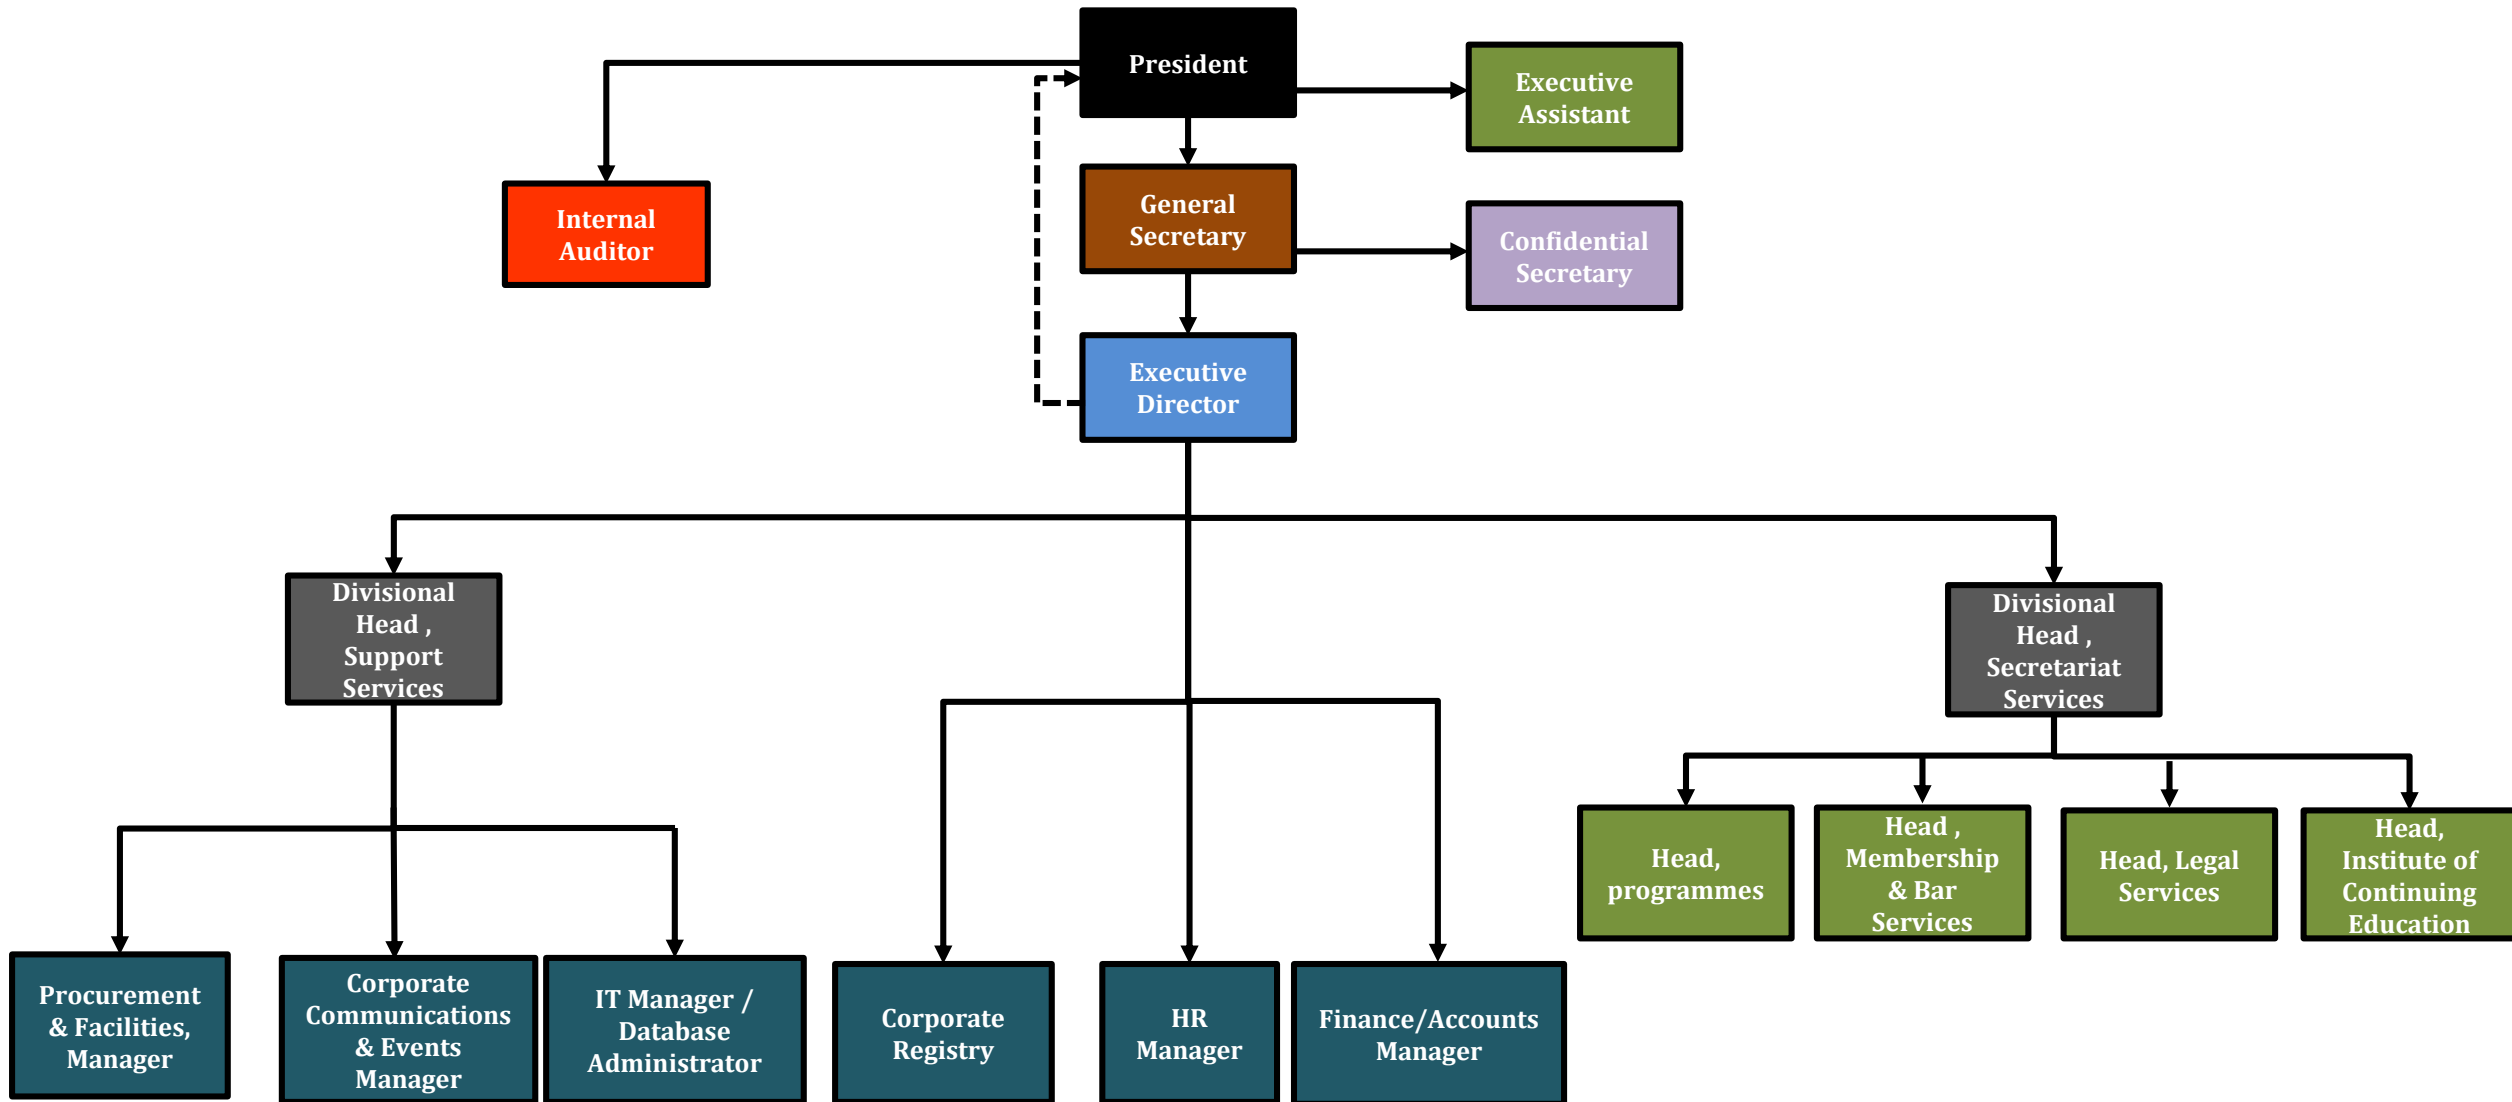 President
Executive
Assistant
Internal
Auditor
General
Secretary
Confidential
Secretary
Executive
Director
Divisional
Head ,
Support
Services
Divisional
Head ,
Secretariat
Services
Head,
programmes
Head ,
Membership
& Bar
Services
Head, Legal
Services
Head,
Institute of
Continuing
Education
Procurement
& Facilities,
Manager
Corporate
Communications
& Events
Manager
IT Manager /
Database
Administrator
Corporate
Registry
HR
Manager
Finance/Accounts
Manager